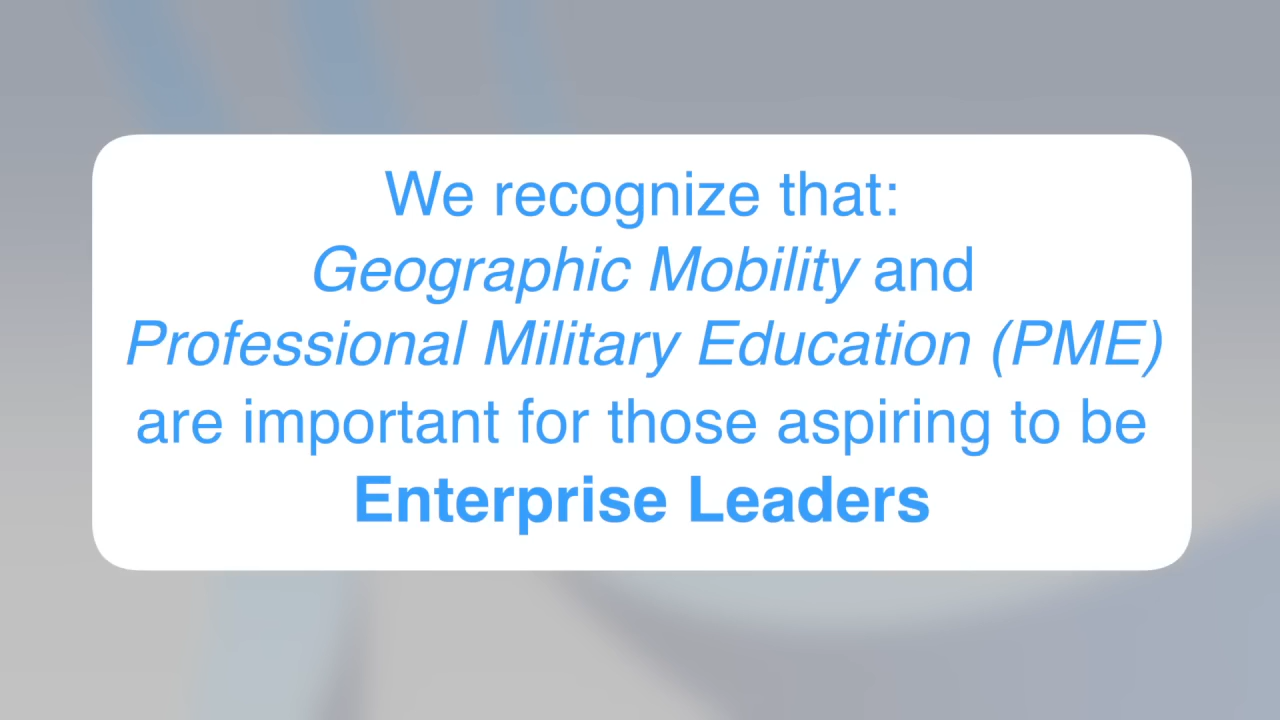 We recognize that:
Geographic Mobility and
Professional Military Education (PME)
are important for those aspiring to be
Enterprise Leaders